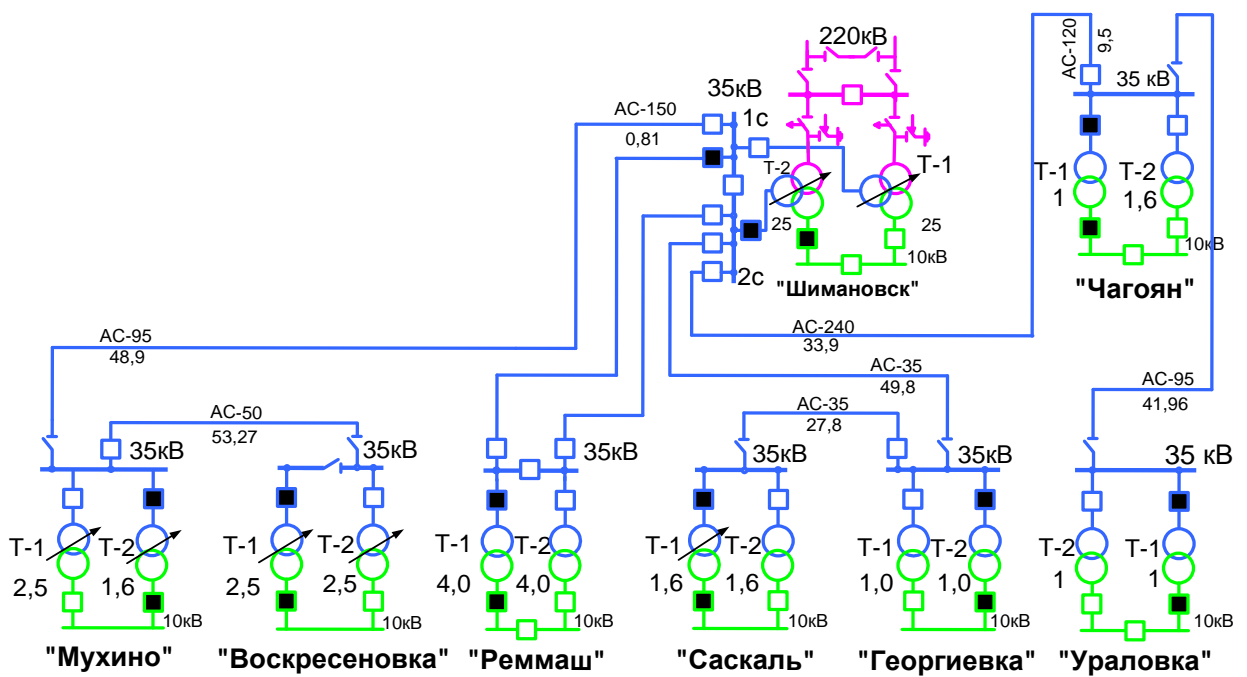 220кВ
35кВ
1с
2с
АС-150
0,81
Т-2
25
Т-1
25
10кВ
"Шимановск"
АС-120
9,5
35 кВ
Т-1
1
Т-2
1,6
10кВ
"Чагоян"
АС-240
33,9
АС-95
48,9
АС-35
49,8
АС-95
41,96
АС-50
53,27
АС-35
27,8
35кВ
Т-1
2,5
Т-2
1,6
10кВ
"Мухино"
35кВ
Т-1
2,5
Т-2
2,5
10кВ
"Воскресеновка"
35кВ
Т-1
4,0
Т-2
4,0
10кВ
"Реммаш"
35кВ
Т-1
1,6
Т-2
1,6
10кВ
"Саскаль"
35кВ
Т-1
1,0
Т-2
1,0
10кВ
"Георгиевка"
35 кВ
Т-2
1
Т-1
1
10кВ
"Ураловка"